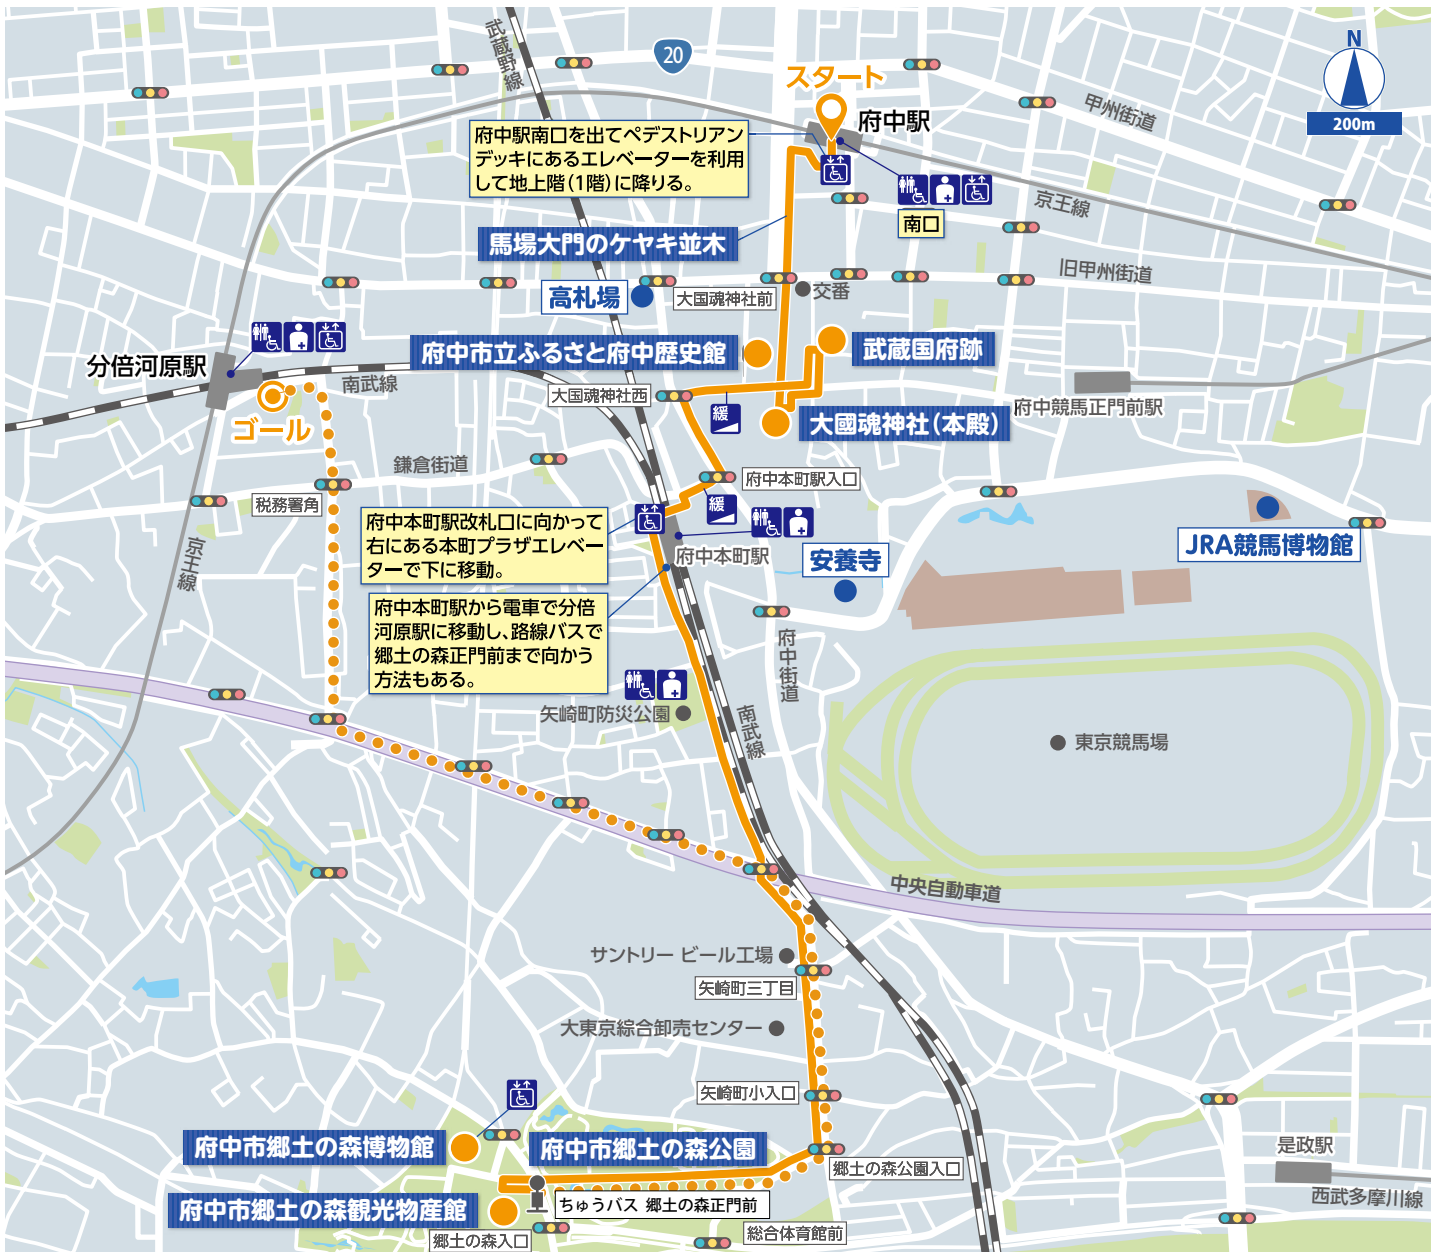 武蔵野線
20
スタート
府中駅
N
200m
甲州街道
府中駅南口を出てペデストリアン
デッキにあるエレベーターを利用
して地上階(1階)に降りる。
京王線
南口
馬場大門のケヤキ並木
旧甲州街道
高札場
大国魂神社前
交番
分倍河原駅
府中市立ふるさと府中歴史館
武蔵国府跡
南武線
大国魂神社西
緩
府中競馬正門前駅
ゴール
大國魂神社(本殿)
鎌倉街道
税務署角
府中本町駅入口
緩
府中本町駅改札口に向かって
右にある本町プラザエレベー
ターで下に移動。
京王線
府中本町駅
安養寺
JRA競馬博物館
府中本町駅から電車で分倍
河原駅に移動し、路線バスで
郷土の森正門前まで向かう
方法もある。
府中街道
矢崎町防災公園
南武線
東京競馬場
中央自動車道
サントリー ビール工場
矢崎町三丁目
大東京綜合卸売センター
矢崎町小入口
府中市郷土の森博物館
府中市郷土の森公園
郷土の森公園入口
是政駅
西武多摩川線
府中市郷土の森観光物産館
ちゅうバス 郷土の森正門前
郷土の森入口
総合体育館前